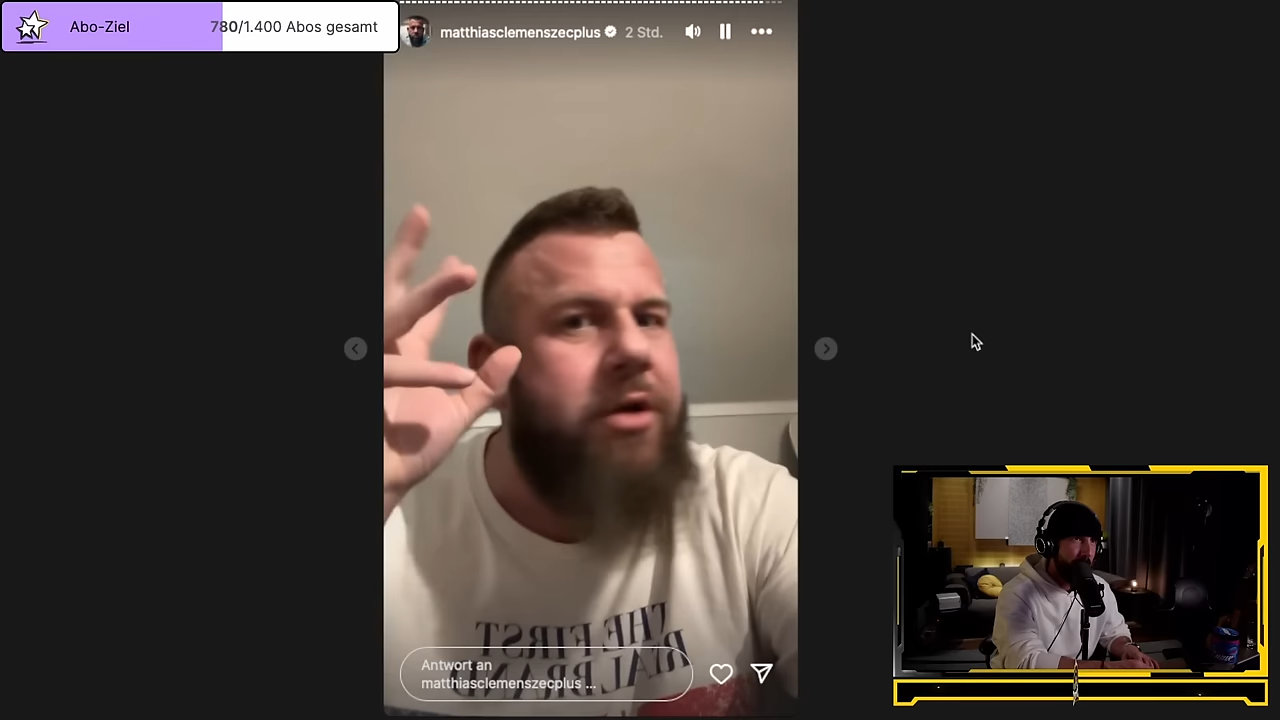 Abo-Ziel 780/1.400 Abos gesamt
matthiasclemenszecplus 2 Std.
THE FIRST
REAL BRAND
Antwort an
matthiasclemenszecplus ...